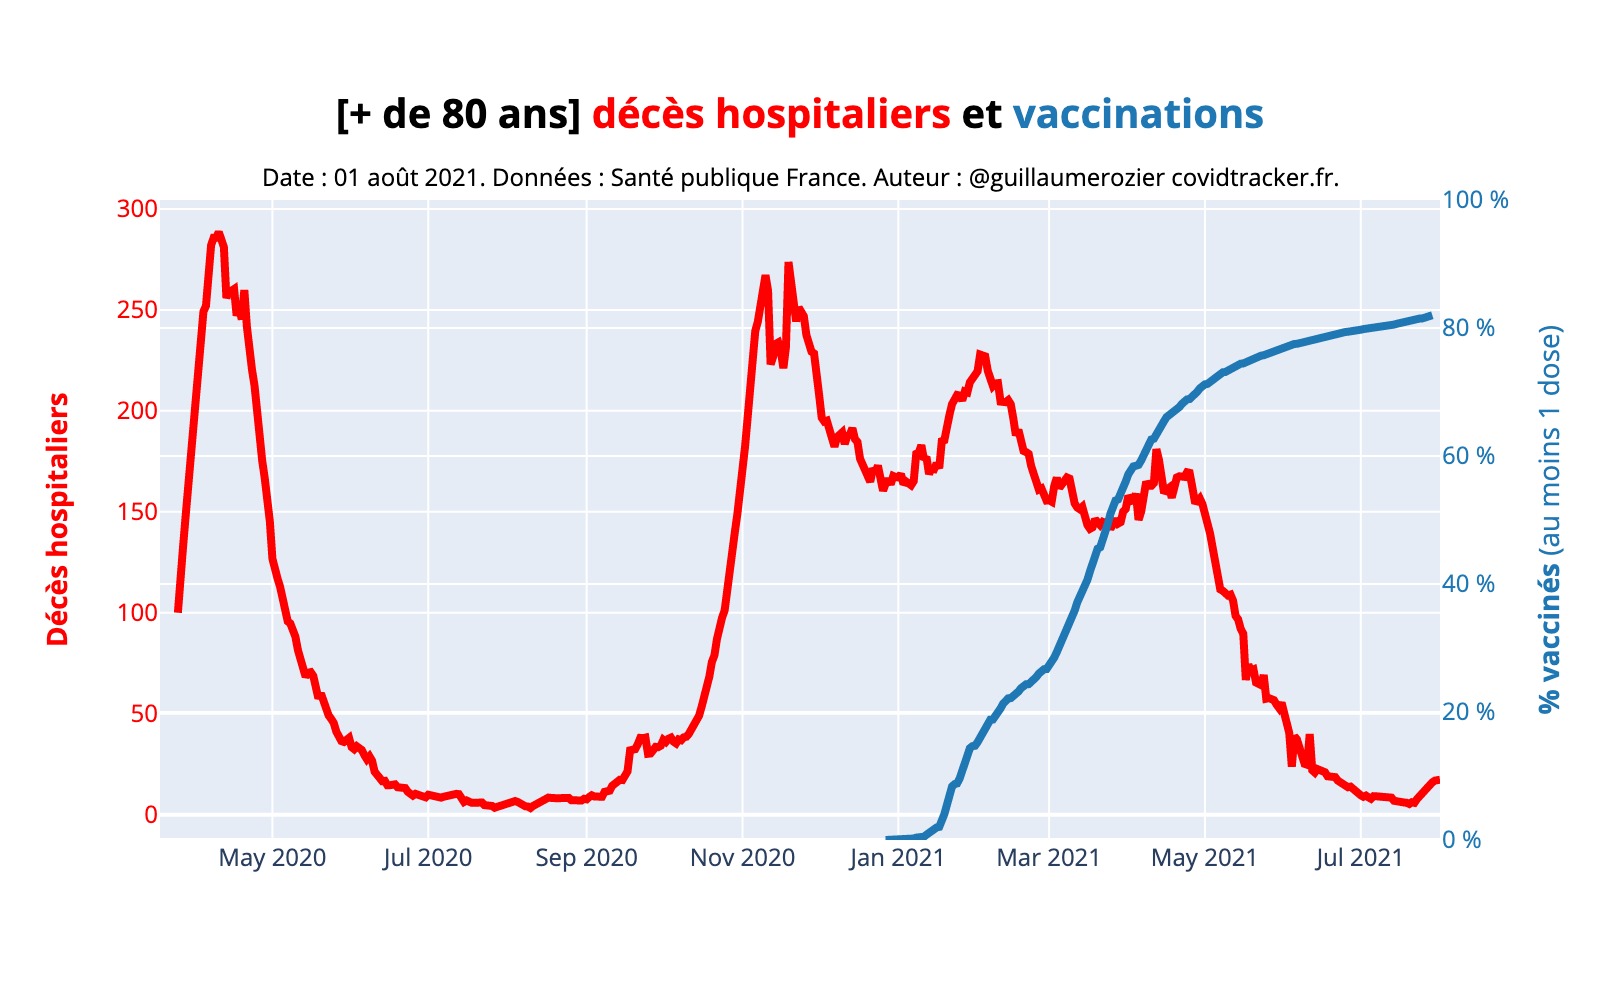 [+ de 80 ans] décès hospitaliers et vaccinations
Date : 01 août 2021. Données : Santé publique France. Auteur : @guillaumerozier covidtracker.fr.
Décès hospitaliers
300
250
200
150
100
50
0
100 %
80 %
60 %
40 %
20 %
0 %
% vaccinés (au moins 1 dose)
May 2020
Jul 2020
Sep 2020
Nov 2020
Jan 2021
Mar 2021
May 2021
Jul 2021